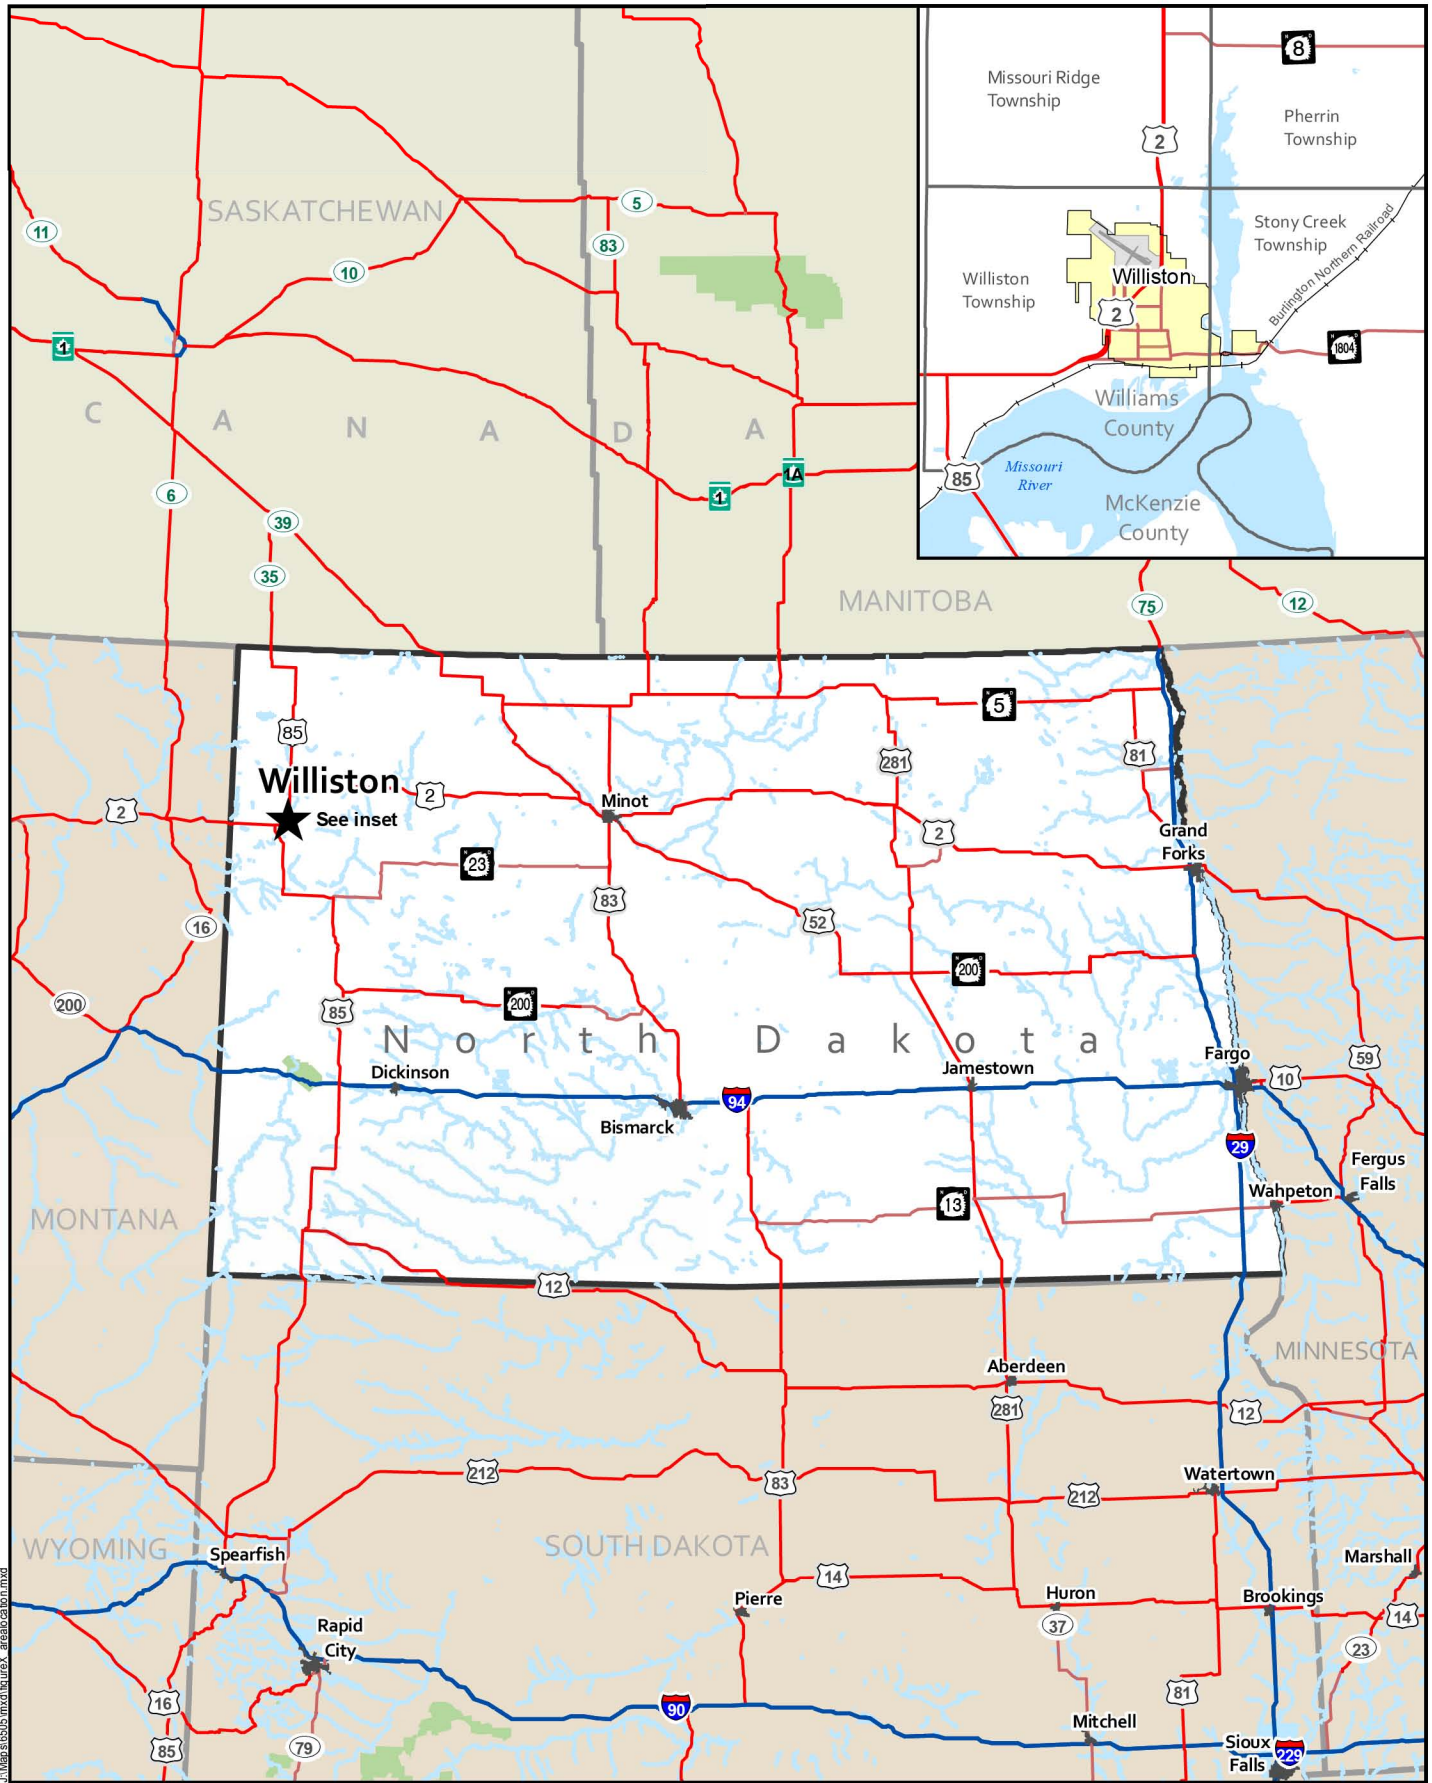 8
Missouri Ridge
Township
Pherrin
Township
2
Stony Creek
Township
Burlington Northern Railroad
Williston
Township
Williston
2
1804
Williams
County
Missouri
River
85
McKenzie
County
SASKATCHEWAN
5
11
83
10
1
C A N A D A
1A
1
6
39
35
MANITOBA
75
12
5
85
281
81
Williston
2
Minot
2
See inset
2
Grand
Forks
23
83
52
16
200
200
200
85
North Dakota
Fargo
59
Dickinson
Jamestown
10
94
Bismarck
29
Fergus
Falls
Wahpeton
13
MONTANA
12
MINNESOTA
Aberdeen
281
12
212
83
Watertown
212
WYOMING
SOUTH DAKOTA
Spearfish
Marshall
14
Pierre
Huron
Brookings
14
37
Rapid
City
23
16
81
90
Mitchell
85
79
Sioux
Falls
229